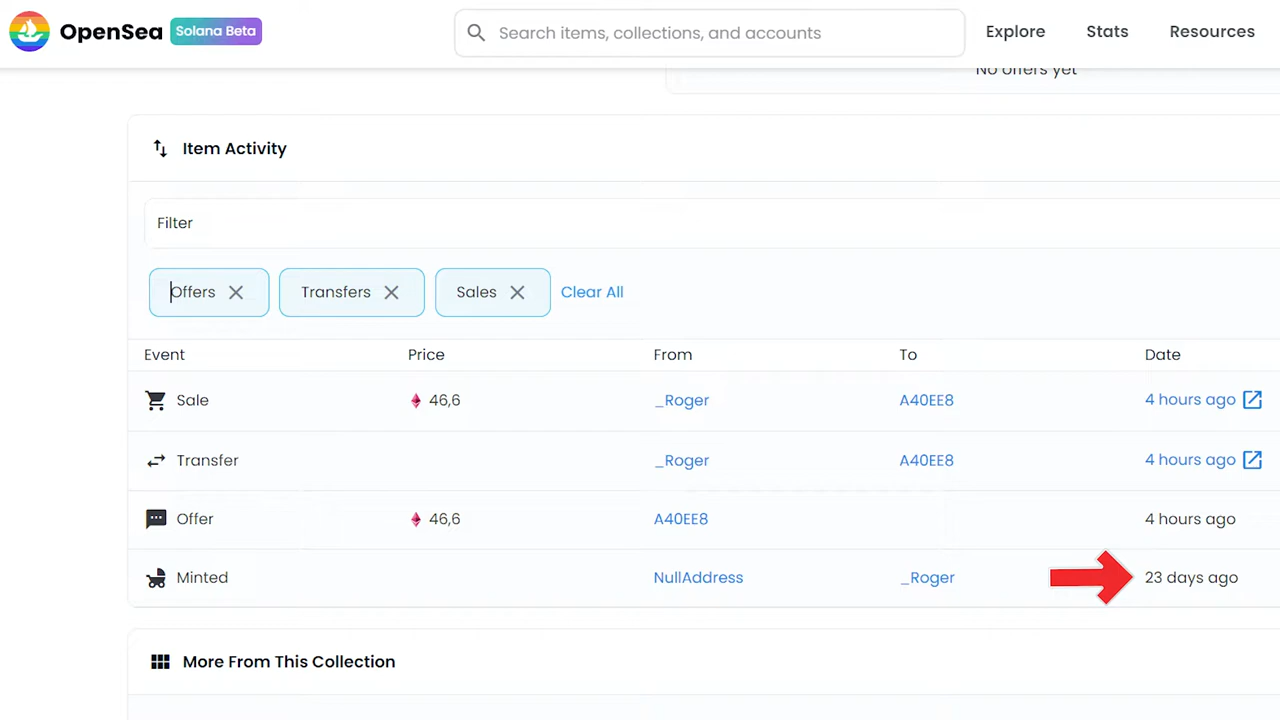 OpenSea Solana Beta Search items, collections, and accounts Explore Stats Resources
No offers yet
Item Activity
Filter
Offers Transfers Sales Clear All
Event Price From To Date
Sale 46,6 _Roger A40EE8 4 hours ago
Transfer _Roger A40EE8 4 hours ago
Offer 46,6 A40EE8 4 hours ago
Minted NullAddress _Roger 23 days ago
More From This Collection